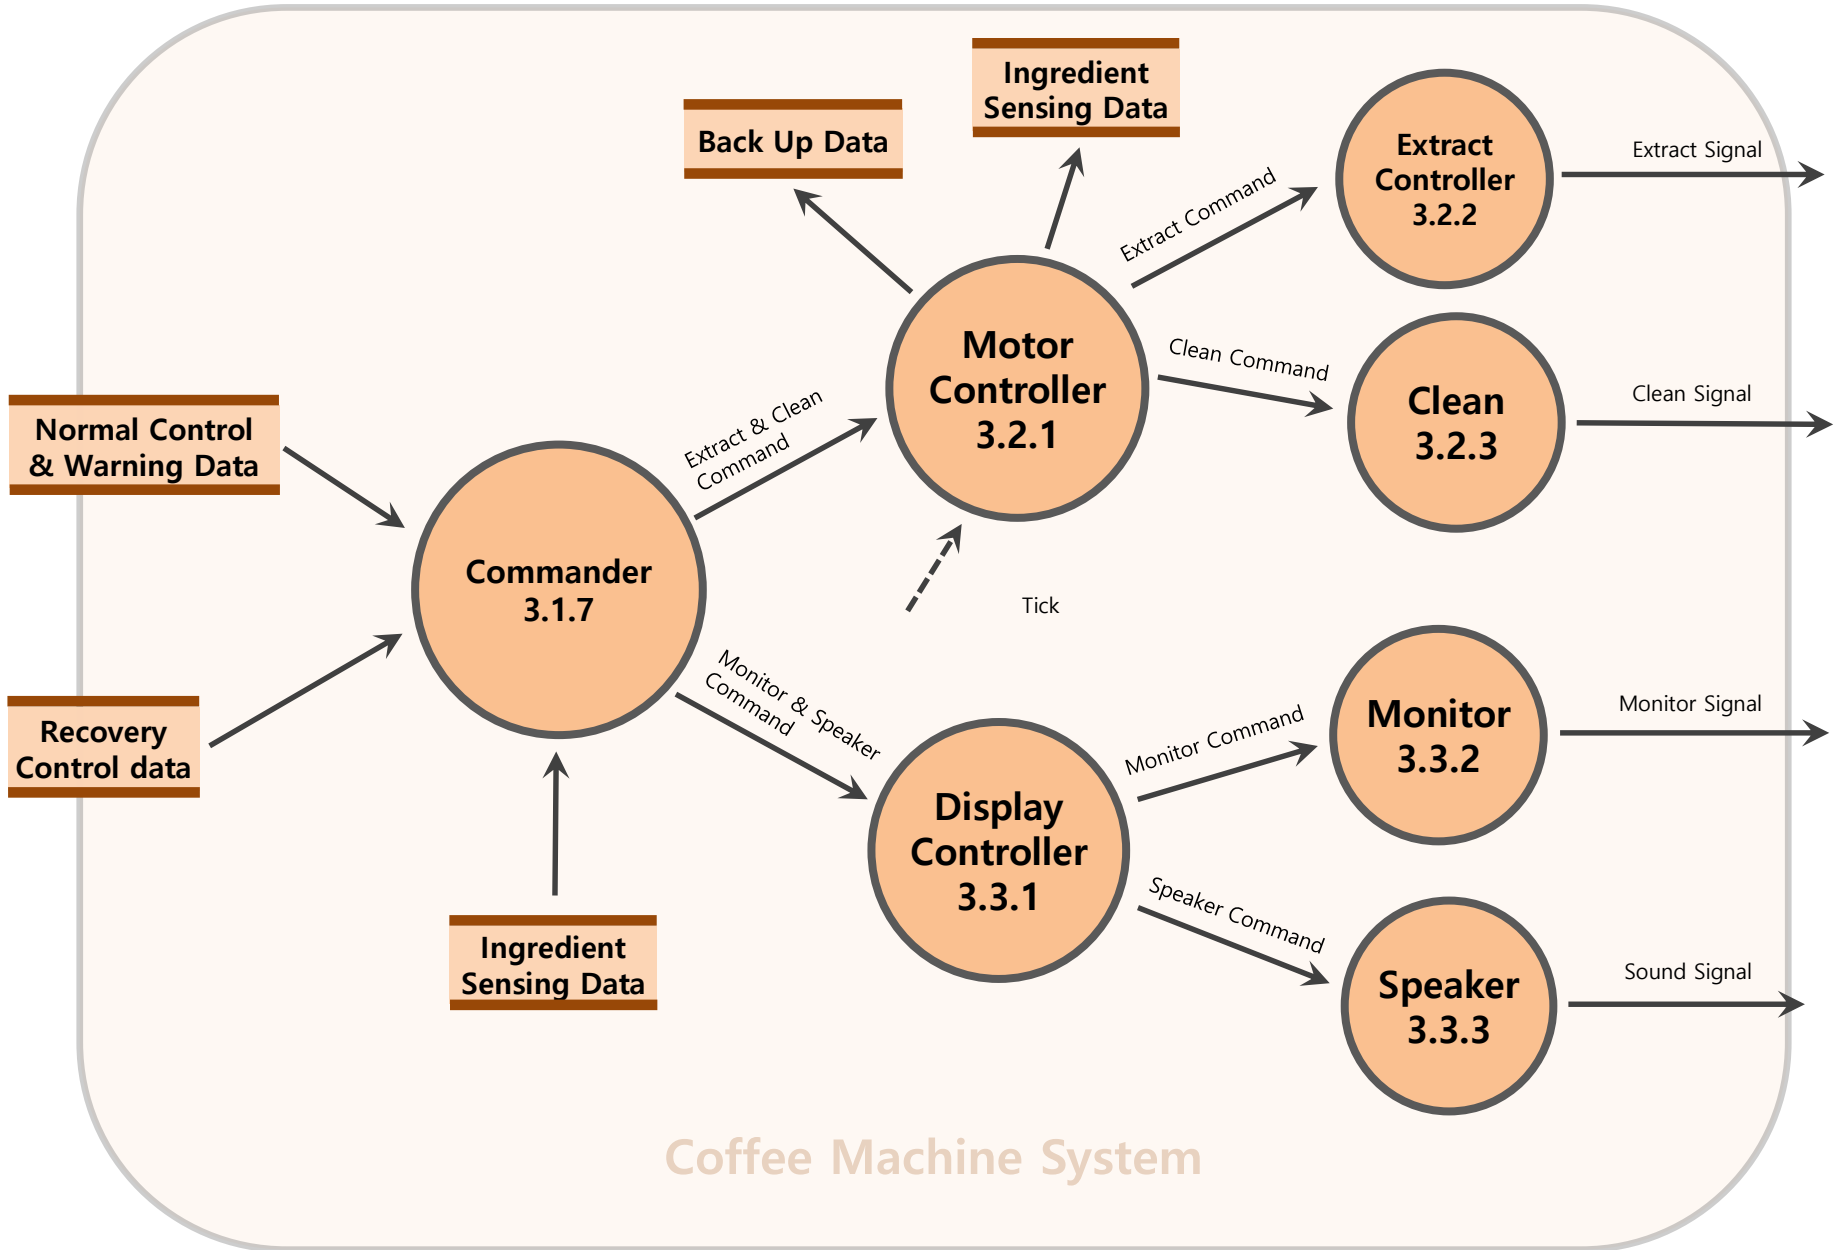 Ingredient
Sensing Data
Back Up Data
Extract
Controller
3.2.2
Extract Signal
Extract Command
Motor
Controller
3.2.1
Clean Command
Clean
3.2.3
Clean Signal
Normal Control
& Warning Data
Extract & Clean
Command
Commander
3.1.7
Tick
Recovery
Control data
Monitor & Speaker
Command
Monitor Command
Monitor
3.3.2
Monitor Signal
Display
Controller
3.3.1
Speaker Command
Ingredient
Sensing Data
Speaker
3.3.3
Sound Signal
Coffee Machine System